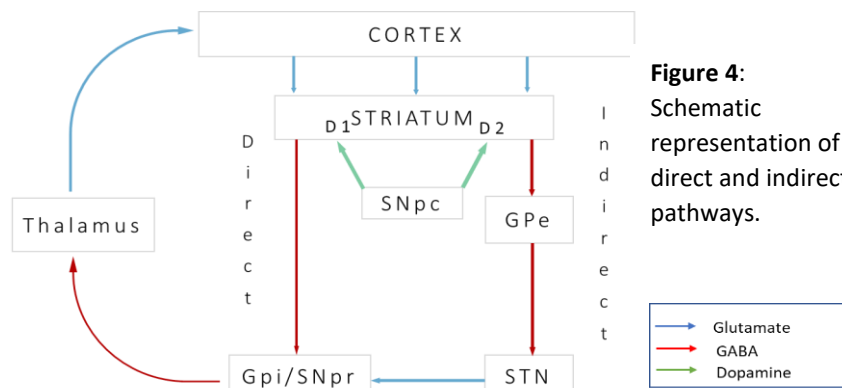 CORTEX
D1 STRIATUM D2
Direct
Indirect
SNpc
GPe
Thalamus
Gpi/SNpr
STN
Figure 4:
Schematic
representation of
direct and indirect
pathways.
Glutamate
GABA
Dopamine